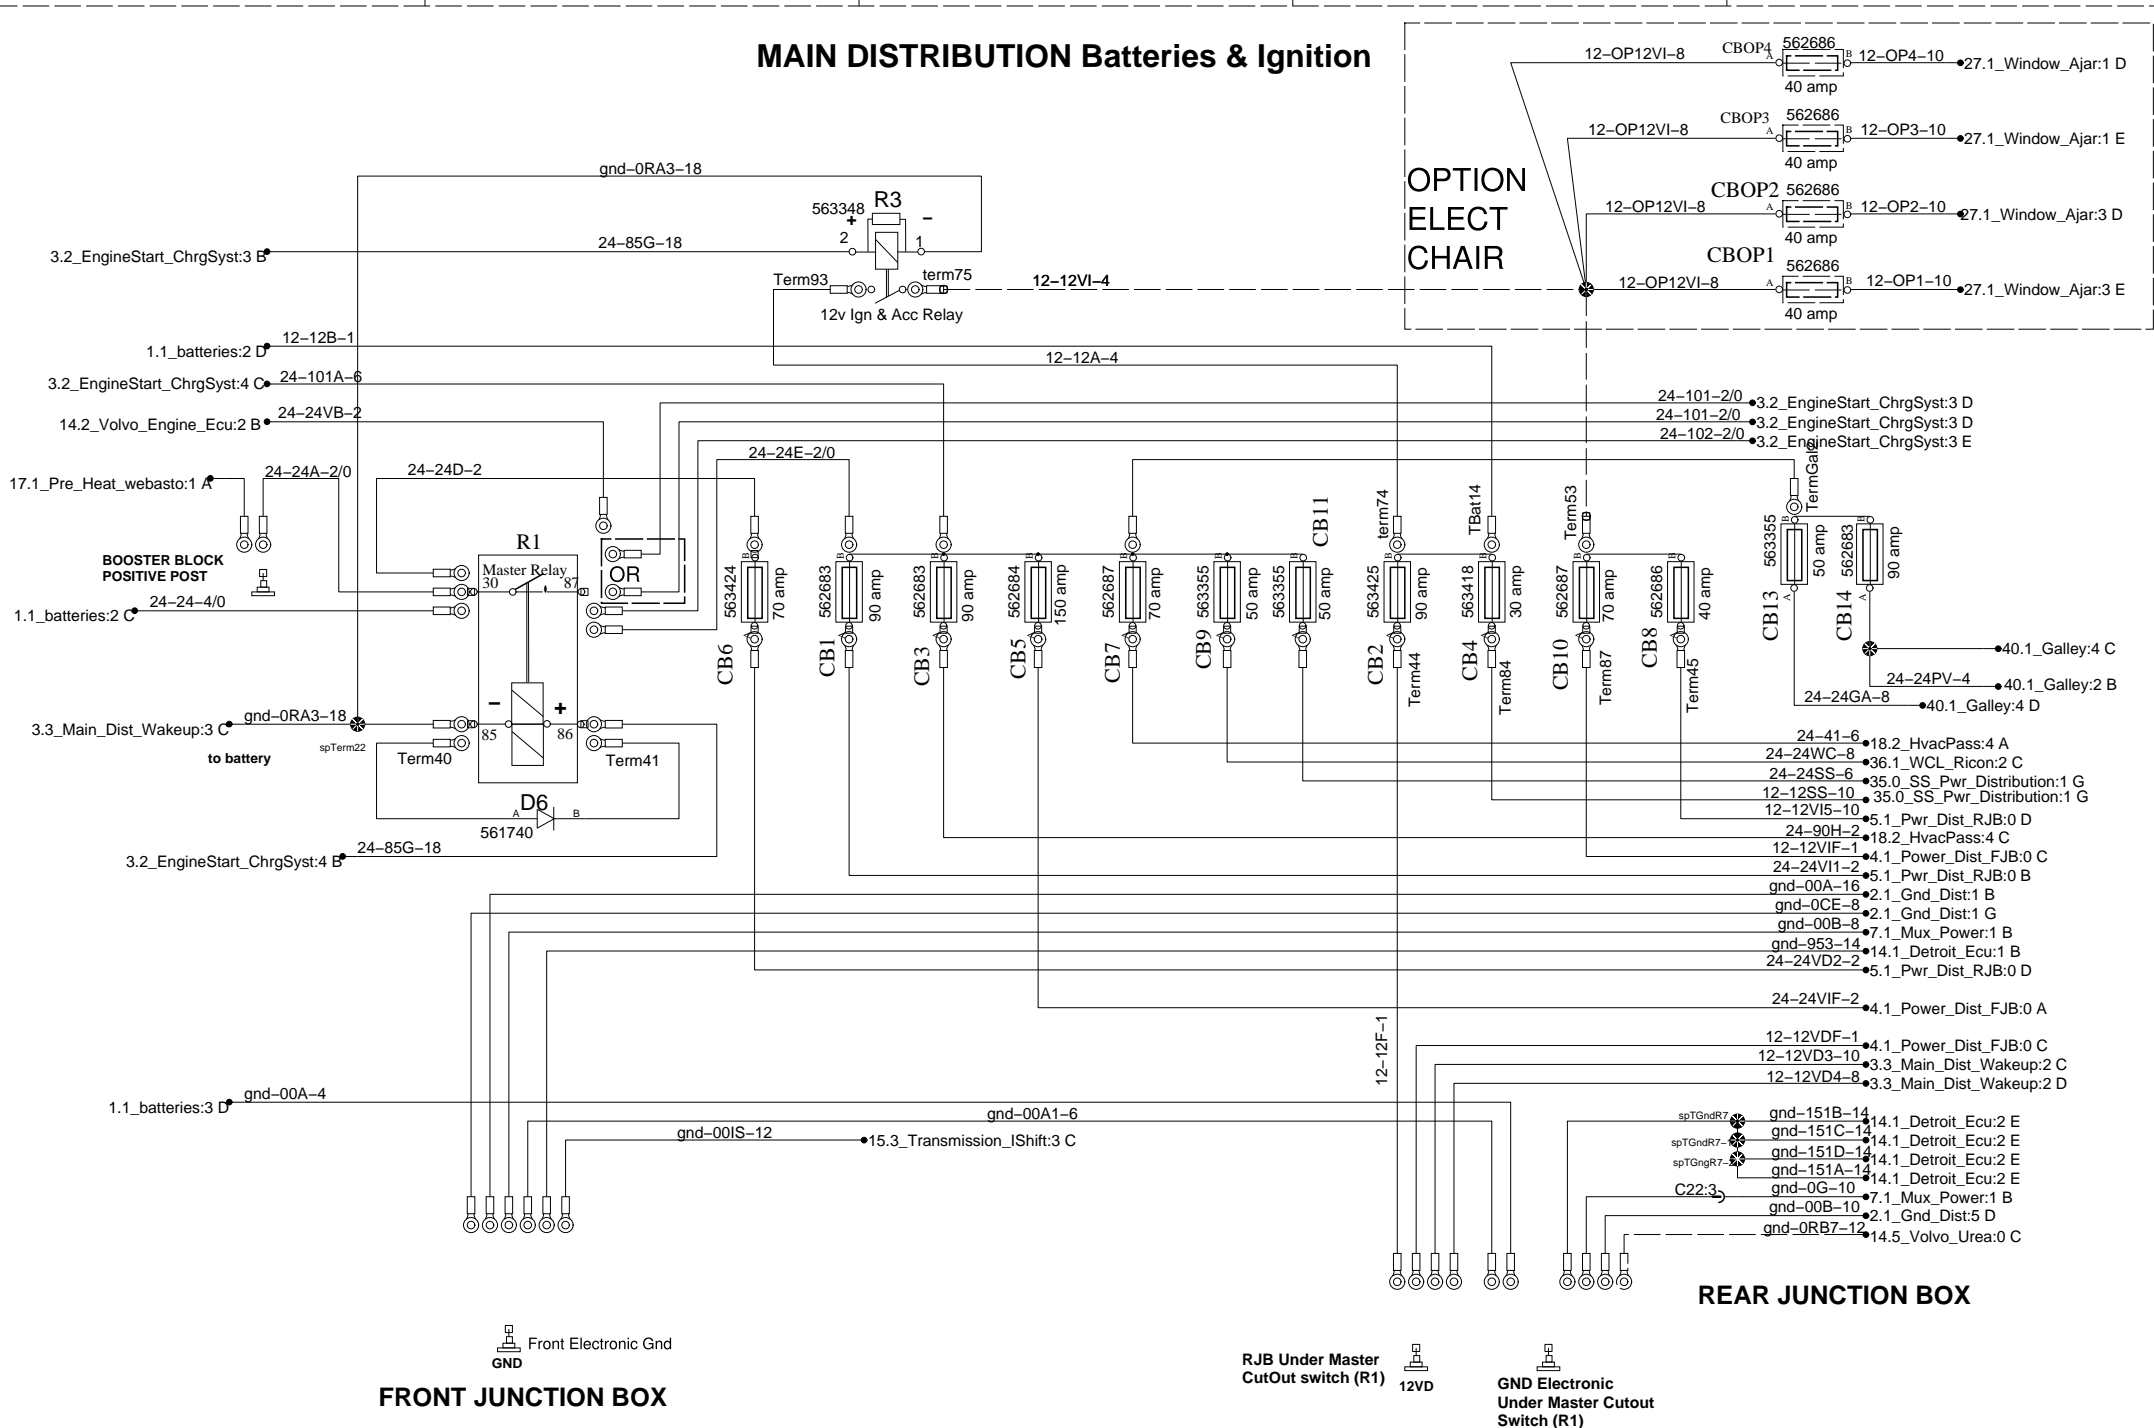 MAIN DISTRIBUTION Batteries & Ignition
12-OP12VI-8
CBOP4
562686
A
B
12-OP4-10
27.1_Window_Ajar:1 D
40 amp
12-OP12VI-8
CBOP3
562686
A
B
12-OP3-10
27.1_Window_Ajar:1 E
40 amp
OPTION
ELECT
CHAIR
12-OP12VI-8
CBOP2
562686
A
B
12-OP2-10
27.1_Window_Ajar:3 D
40 amp
CBOP1
12-OP12VI-8
562686
A
B
12-OP1-10
27.1_Window_Ajar:3 E
40 amp
gnd-0RA3-18
R3
563348
+
-
2
1
24-85G-18
3.2_EngineStart_ChrgSyst:3 B
Term93
term75
12-12VI-4
12v Ign & Acc Relay
12-12B-1
1.1_batteries:2 D
12-12A-4
3.2_EngineStart_ChrgSyst:4 C
24-101A-6
14.2_Volvo_Engine_Ecu:2 B
24-24VB-2
24-101-2/0
3.2_EngineStart_ChrgSyst:3 D
24-101-2/0
3.2_EngineStart_ChrgSyst:3 D
24-102-2/0
3.2_EngineStart_ChrgSyst:3 E
17.1_Pre_Heat_webasto:1 A
24-24A-2/0
24-24D-2
24-24E-2/0
BOOSTER BLOCK
POSITIVE POST
R1
Master Relay
30
87
OR
1.1_batteries:2 C
24-24-4/0
B
563424
70 amp
CB6
B
562683
90 amp
A
CB1
B
562683
90 amp
A
CB3
562684
150 amp
A
CB5
562687
70 amp
A
CB7
B
563355
50 amp
CB9
B
563355
50 amp
CB11
term74
B
563425
90 amp
A
CB2
Term44
TBat14
B
563418
30 amp
A
CB4
Term84
Term53
B
562687
70 amp
A
CB10
Term87
B
562686
40 amp
A
CB8
Term45
TermGal2
B
563355
50 amp
A
CB13
B
562683
90 amp
A
CB14
40.1_Galley:4 C
24-24PV-4
40.1_Galley:2 B
24-24GA-8
40.1_Galley:4 D
3.3_Main_Dist_Wakeup:3 C
gnd-0RA3-18
spTerm22
to battery
-
+
85
86
Term40
Term41
D6
A
B
561740
3.2_EngineStart_ChrgSyst:4 B
24-85G-18
24-41-6
18.2_HvacPass:4 A
24-24WC-8
36.1_WCL_Ricon:2 C
24-24SS-6
35.0_SS_Pwr_Distribution:1 G
12-12SS-10
35.0_SS_Pwr_Distribution:1 G
12-12VI5-10
5.1_Pwr_Dist_RJB:0 D
24-90H-2
18.2_HvacPass:4 C
12-12VIF-1
4.1_Power_Dist_FJB:0 C
24-24VI1-2
5.1_Pwr_Dist_RJB:0 B
gnd-00A-16
2.1_Gnd_Dist:1 B
gnd-0CE-8
2.1_Gnd_Dist:1 G
gnd-00B-8
7.1_Mux_Power:1 B
gnd-953-14
14.1_Detroit_Ecu:1 B
24-24VD2-2
5.1_Pwr_Dist_RJB:0 D
24-24VIF-2
4.1_Power_Dist_FJB:0 A
12-12F-1
12-12VDF-1
4.1_Power_Dist_FJB:0 C
12-12VD3-10
3.3_Main_Dist_Wakeup:2 C
12-12VD4-8
3.3_Main_Dist_Wakeup:2 D
1.1_batteries:3 D
gnd-00A-4
gnd-00A1-6
gnd-00IS-12
15.3_Transmission_IShift:3 C
spTGndR7
gnd-151B-14
14.1_Detroit_Ecu:2 E
gnd-151C-14
14.1_Detroit_Ecu:2 E
gnd-151D-14
14.1_Detroit_Ecu:2 E
gnd-151A-14
14.1_Detroit_Ecu:2 E
C22:3
gnd-0G-10
7.1_Mux_Power:1 B
gnd-00B-10
2.1_Gnd_Dist:5 D
gnd-0RB7-12
14.5_Volvo_Urea:0 C
REAR JUNCTION BOX
Front Electronic Gnd
GND
FRONT JUNCTION BOX
RJB Under Master
CutOut switch (R1)
12VD
GND Electronic
Under Master Cutout
Switch (R1)